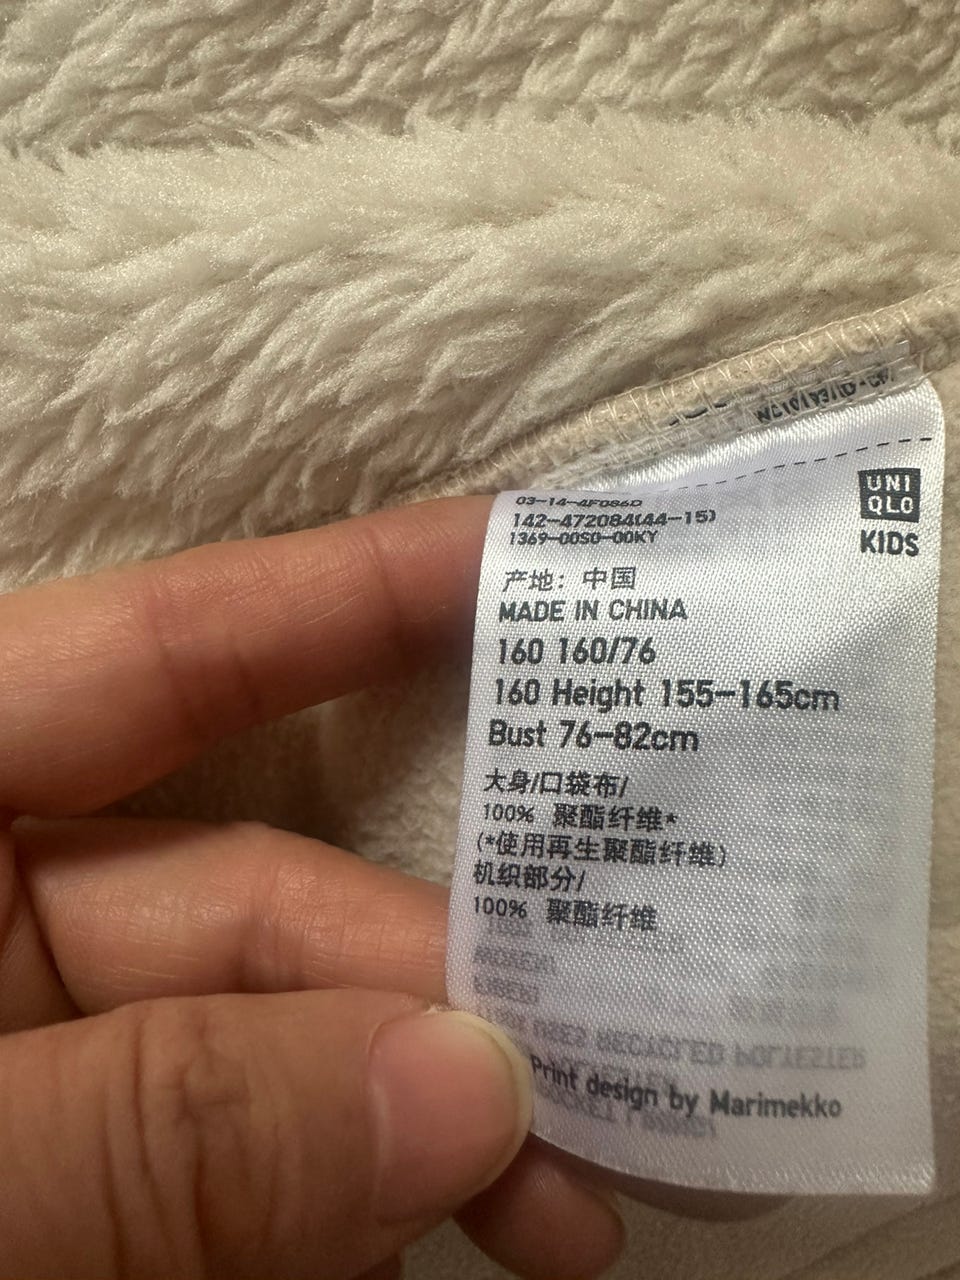 03-14-4F086D
142-472084(44-15)
1369-00S0-00KY
UNI
QLO
KIDS
产地：中国
MADE IN CHINA
160 160/76
160 Height 155-165cm
Bust 76-82cm
大身/口袋布/
100% 聚酯纤维*
(*使用再生聚酯纤维)
机织部分/
100% 聚酯纤维
Print design by Marimekko